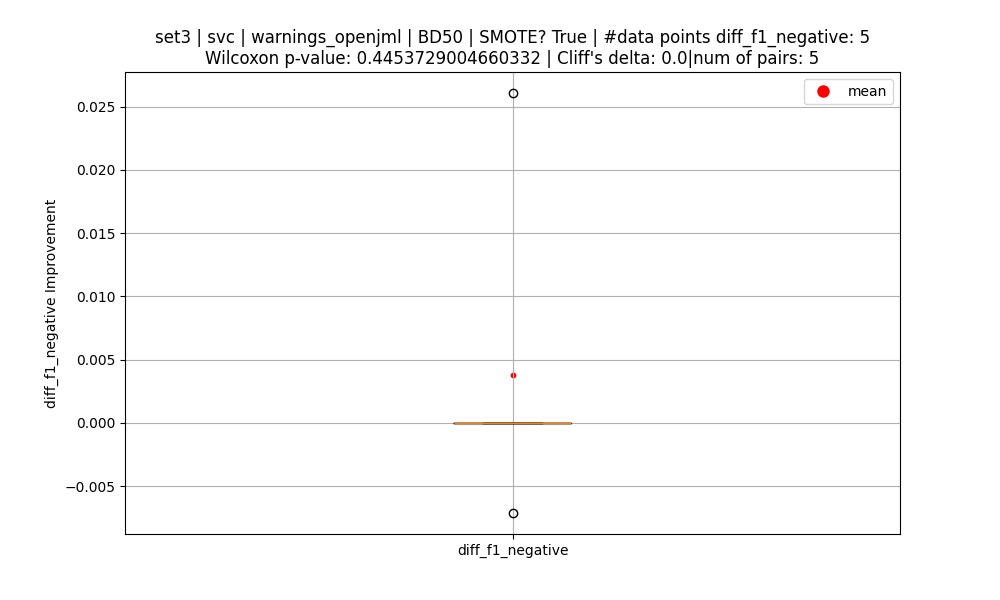 set3 | svc | warnings_openjml | BD50 | SMOTE? True | #data points diff_f1_negative: 5
Wilcoxon p-value: 0.4453729004660332 | Cliff's delta: 0.0|num of pairs: 5
mean
0.025
0.020
0.015
0.010
0.005
0.000
−0.005
diff_f1_negative Improvement
diff_f1_negative